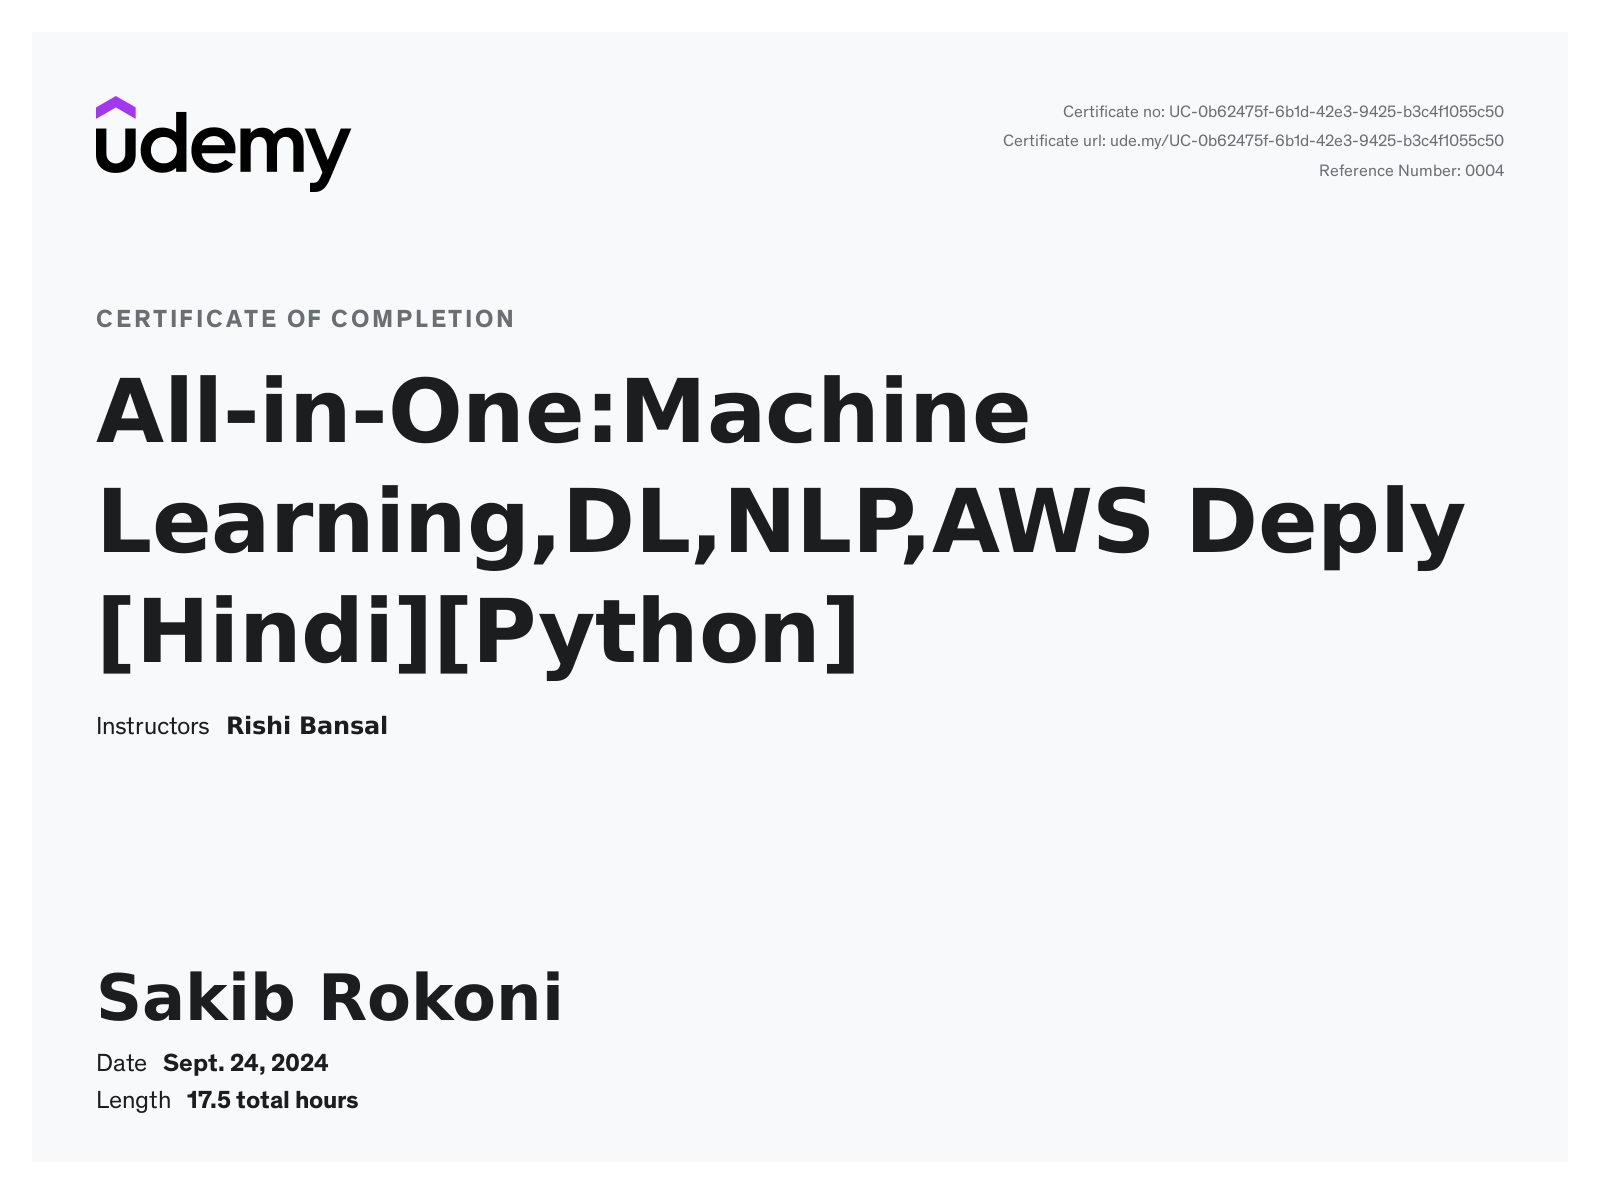 udemy
Certificate no: UC-0b62475f-6b1d-42e3-9425-b3c4f1055c50
Certificate url: ude.my/UC-0b62475f-6b1d-42e3-9425-b3c4f1055c50
Reference Number: 0004
CERTIFICATE OF COMPLETION
All-in-One:Machine
Learning,DL,NLP,AWS Deply
[Hindi][Python]
Instructors Rishi Bansal
Sakib Rokoni
Date Sept. 24, 2024
Length 17.5 total hours